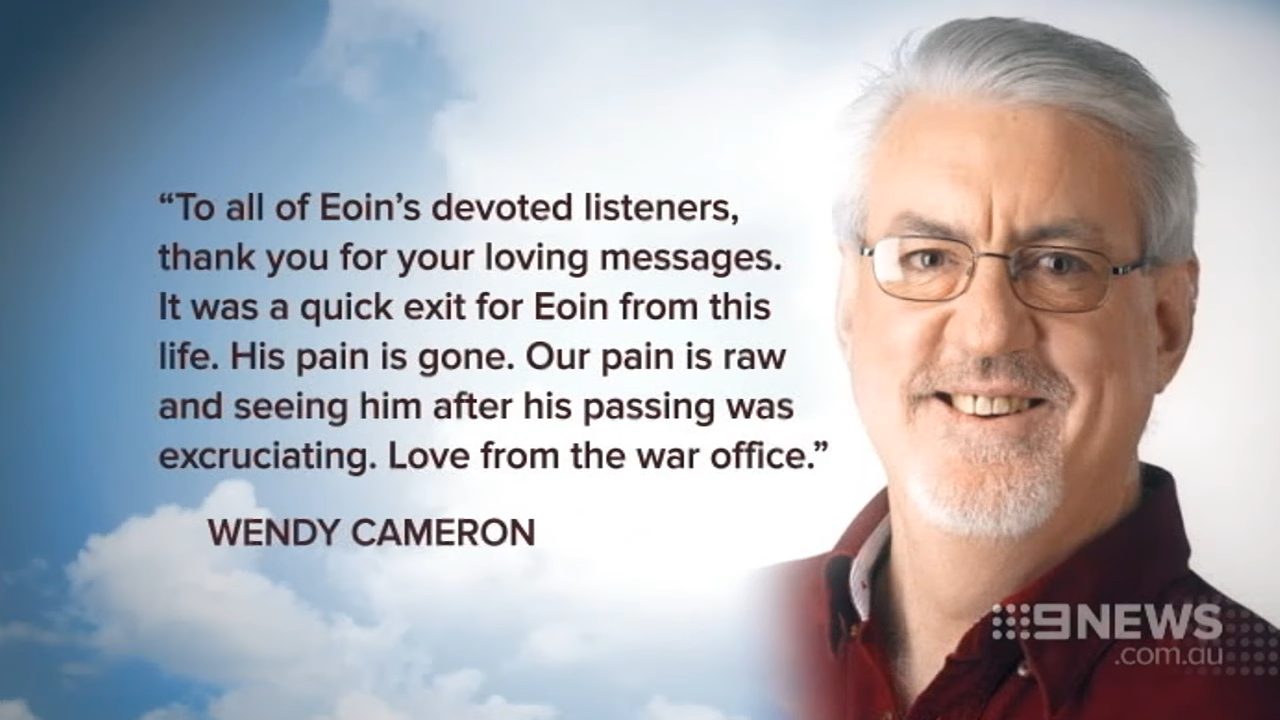 “To all of Eoin’s devoted listeners,
thank you for your loving messages.
It was a quick exit for Eoin from this
life. His pain is gone. Our pain is raw
and seeing him after his passing was
excruciating. Love from the war office.”
WENDY CAMERON
9NEWS
.com.au